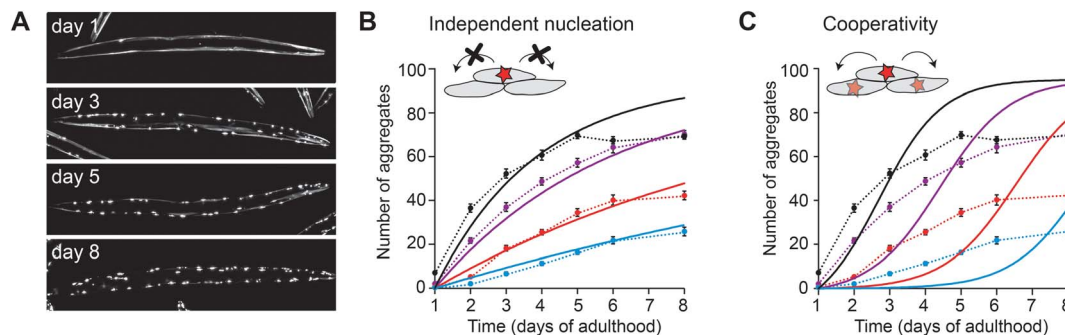 A
day 1
day 3
day 5
day 8
B
Independent nucleation
Number of aggregates
100
80
60
40
20
0
1 2 3 4 5 6 7 8
Time (days of adulthood)
C
Cooperativity
Number of aggregates
100
80
60
40
20
0
1 2 3 4 5 6 7 8
Time (days of adulthood)